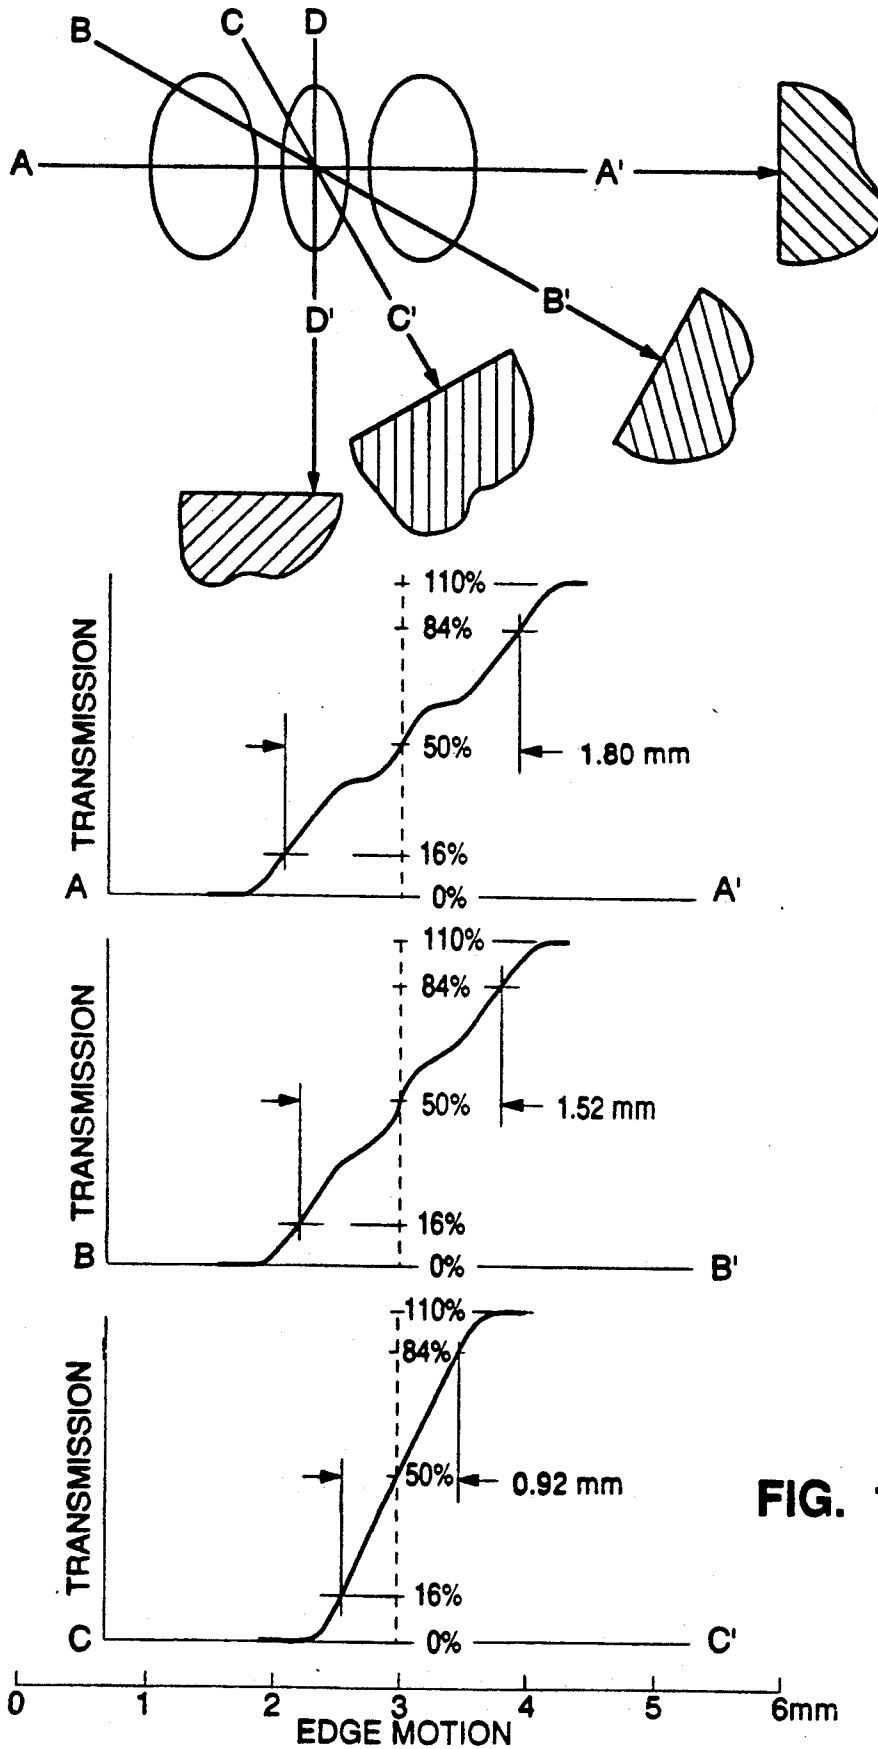 B
C
D
A
A'
B'
D'
C'
TRANSMISSION
110%
84%
50%
1.80 mm
16%
A
0%
A'
TRANSMISSION
110%
84%
50%
1.52 mm
16%
B
0%
B'
TRANSMISSION
110%
84%
50%
0.92 mm
FIG.
16%
C
0%
C'
0 1 2 3 4 5 6mm
EDGE MOTION